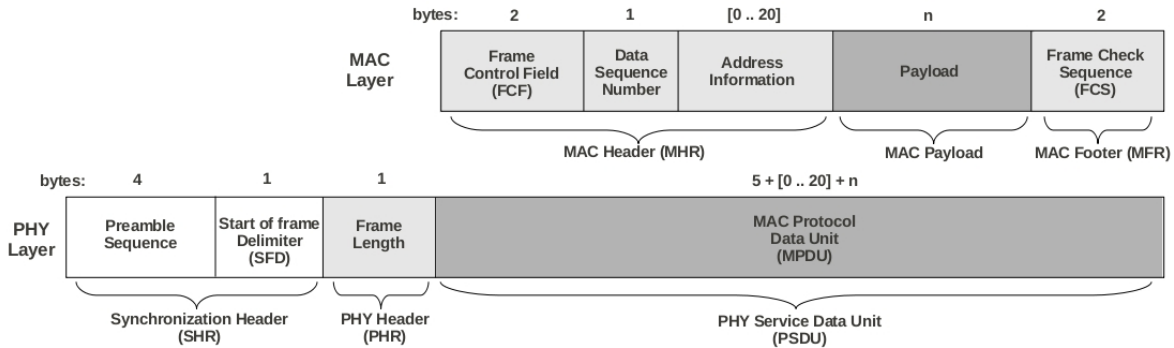 bytes: 2 1 [0 .. 20] n 2
MAC
Layer
Frame
Control Field
(FCF)
Data
Sequence
Number
Address
Information
Payload
Frame Check
Sequence
(FCS)
MAC Header (MHR)
MAC Payload
MAC Footer (MFR)
bytes: 4 1 1 5 + [0 .. 20] + n
PHY
Layer
Preamble
Sequence
Start of frame
Delimiter
(SFD)
Frame
Length
MAC Protocol
Data Unit
(MPDU)
Synchronization Header
(SHR)
PHY Header
(PHR)
PHY Service Data Unit
(PSDU)